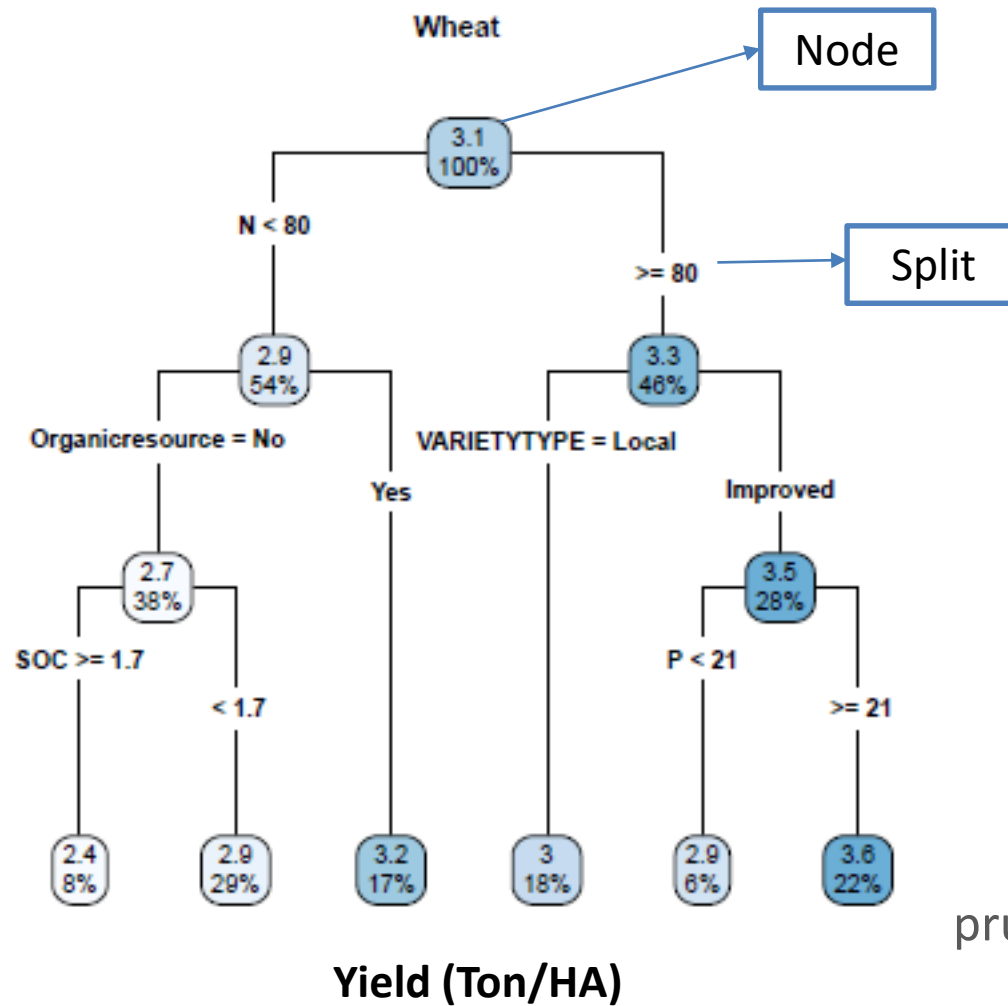 Wheat
Node
3.1
100%
N < 80
>= 80
Split
2.9
54%
3.3
46%
Organicresource = No
VARIETYTYPE = Local
Yes
Improved
2.7
38%
3.5
28%
SOC >= 1.7
P < 21
< 1.7
>= 21
2.4
8%
2.9
29%
3.2
17%
3
18%
2.9
6%
3.6
22%
pru
Yield (Ton/HA)